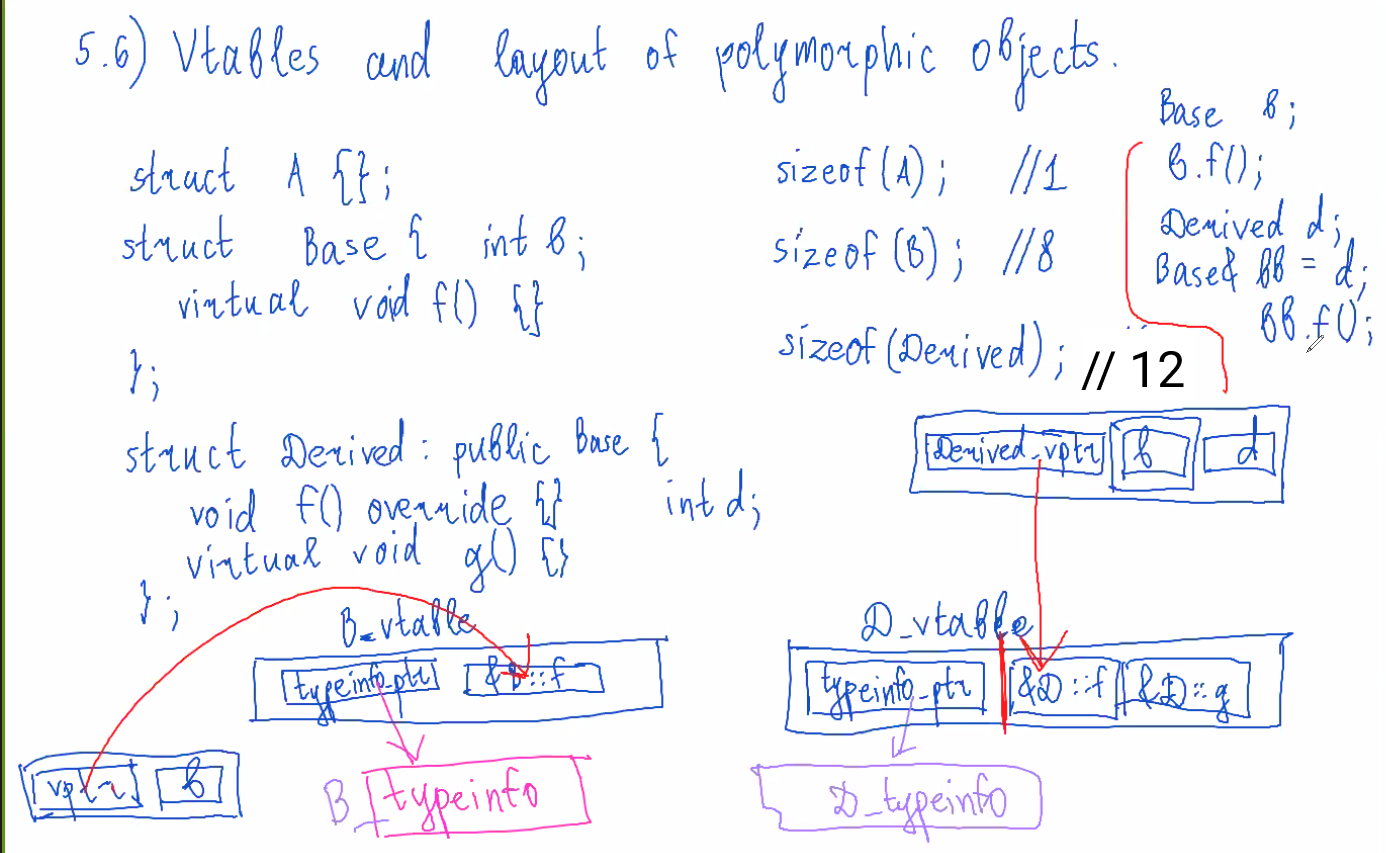 5.6) Vtables and layout of polymorphic objects.
struct A {};
struct Base { int b;
virtual void f() {}
};
struct Derived : public Base {
void f() override {} int d;
virtual void g() {}
};
sizeof(A); //1
sizeof(B); //8
sizeof(Derived); // 12
Base b;
b.f();
Derived d;
Base& bb = d;
bb.f();
Derived_vptr b d
B_vtable
typeinfo_ptr &B::f
D_vtable
typeinfo_ptr &D::f &D::g
vptr b
B_typeinfo
D_typeinfo